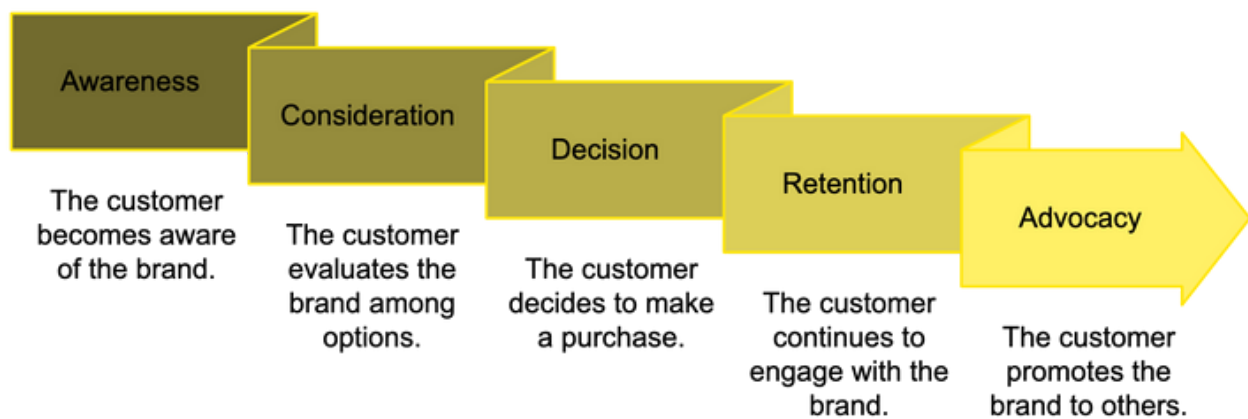 Awareness
The customer
becomes aware
of the brand.
Consideration
The customer
evaluates the
brand among
options.
Decision
The customer
decides to make
a purchase.
Retention
The customer
continues to
engage with the
brand.
Advocacy
The customer
promotes the
brand to others.